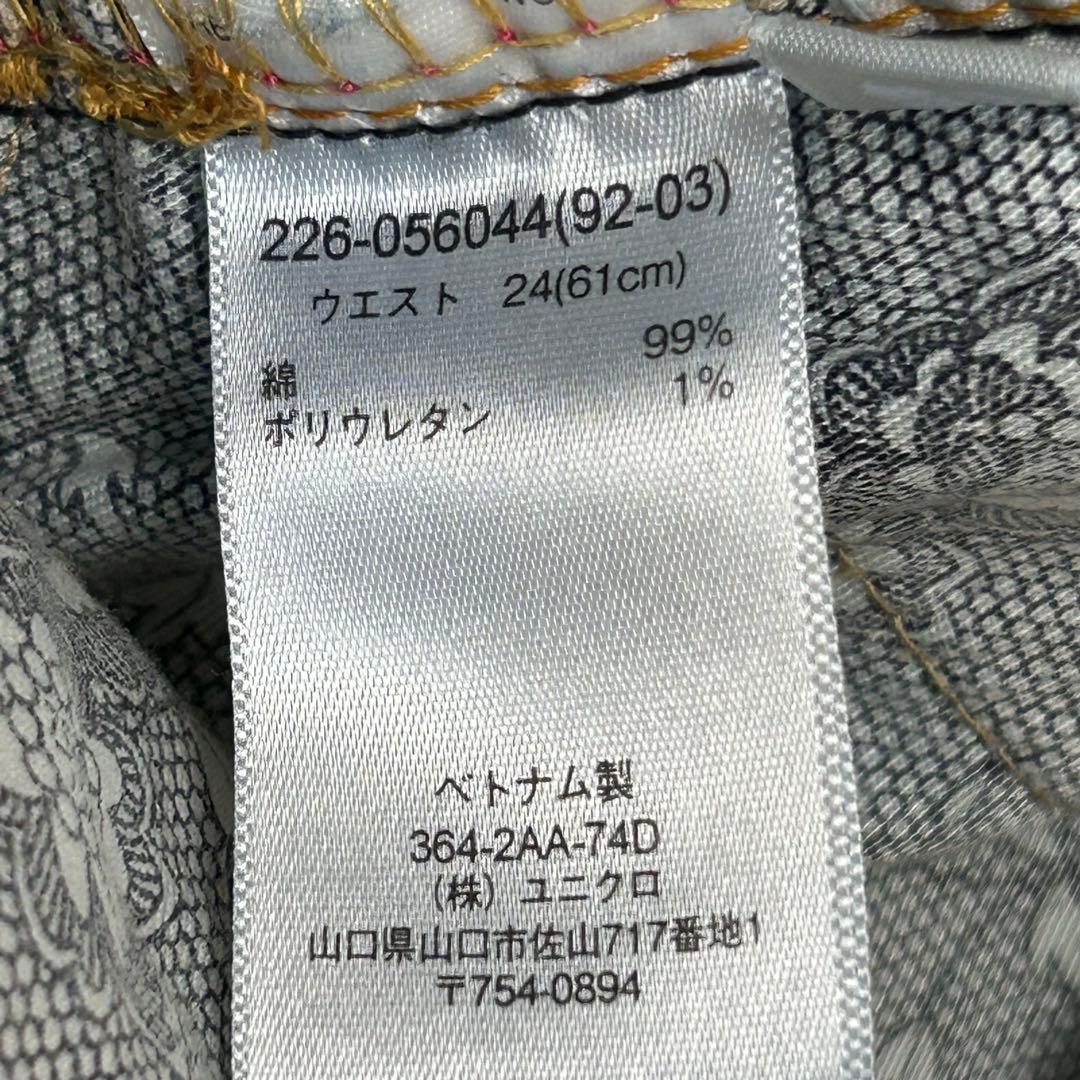 226-056044(92-03)
ウエスト 24(61cm)
綿 99%
ポリウレタン 1%
ベトナム製
364-2AA-74D
(株) ユニクロ
山口県山口市佐山717番地1
〒754-0894